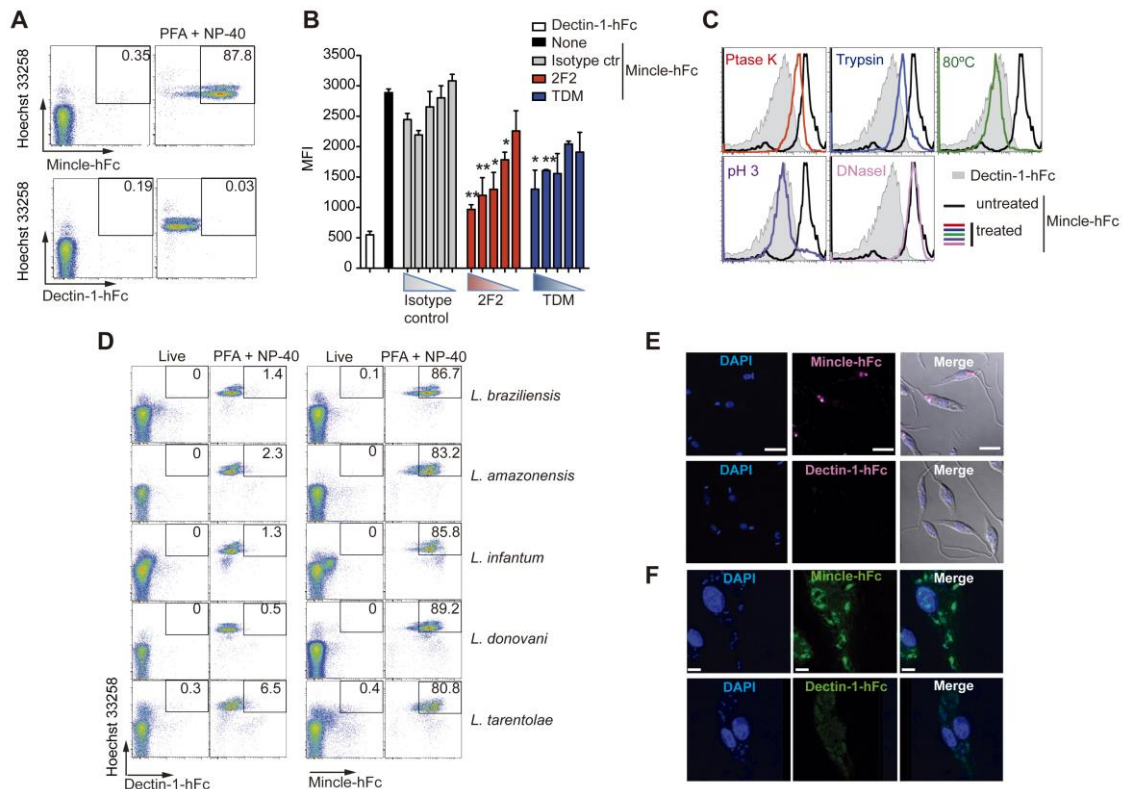 A
PFA + NP-40
0.35
87.8
Hoechst 33258
Mincle-hFc
0.19
0.03
Hoechst 33258
Dectin-1-hFc
B
Dectin-1-hFc
None
Isotype ctr
2F2
TDM
Mincle-hFc
3500
3000
2500
2000
1500
1000
500
0
MFI
** ** * *
* **
Isotype control
2F2
TDM
C
Ptase K
Trypsin
80ºC
pH 3
DNaseI
Dectin-1-hFc
untreated
treated
Mincle-hFc
D
Live PFA + NP-40 Live PFA + NP-40
0 1.4 0.1 86.7 L. braziliensis
0 2.3 0 83.2 L. amazonensis
0 1.3 0 85.8 L. infantum
0 0.5 0 89.2 L. donovani
0.3 6.5 0.4 80.8 L. tarentolae
Hoechst 33258
Dectin-1-hFc
Mincle-hFc
E
DAPI Mincle-hFc Merge
DAPI Dectin-1-hFc Merge
F
DAPI Mincle-hFc Merge
DAPI Dectin-1-hFc Merge